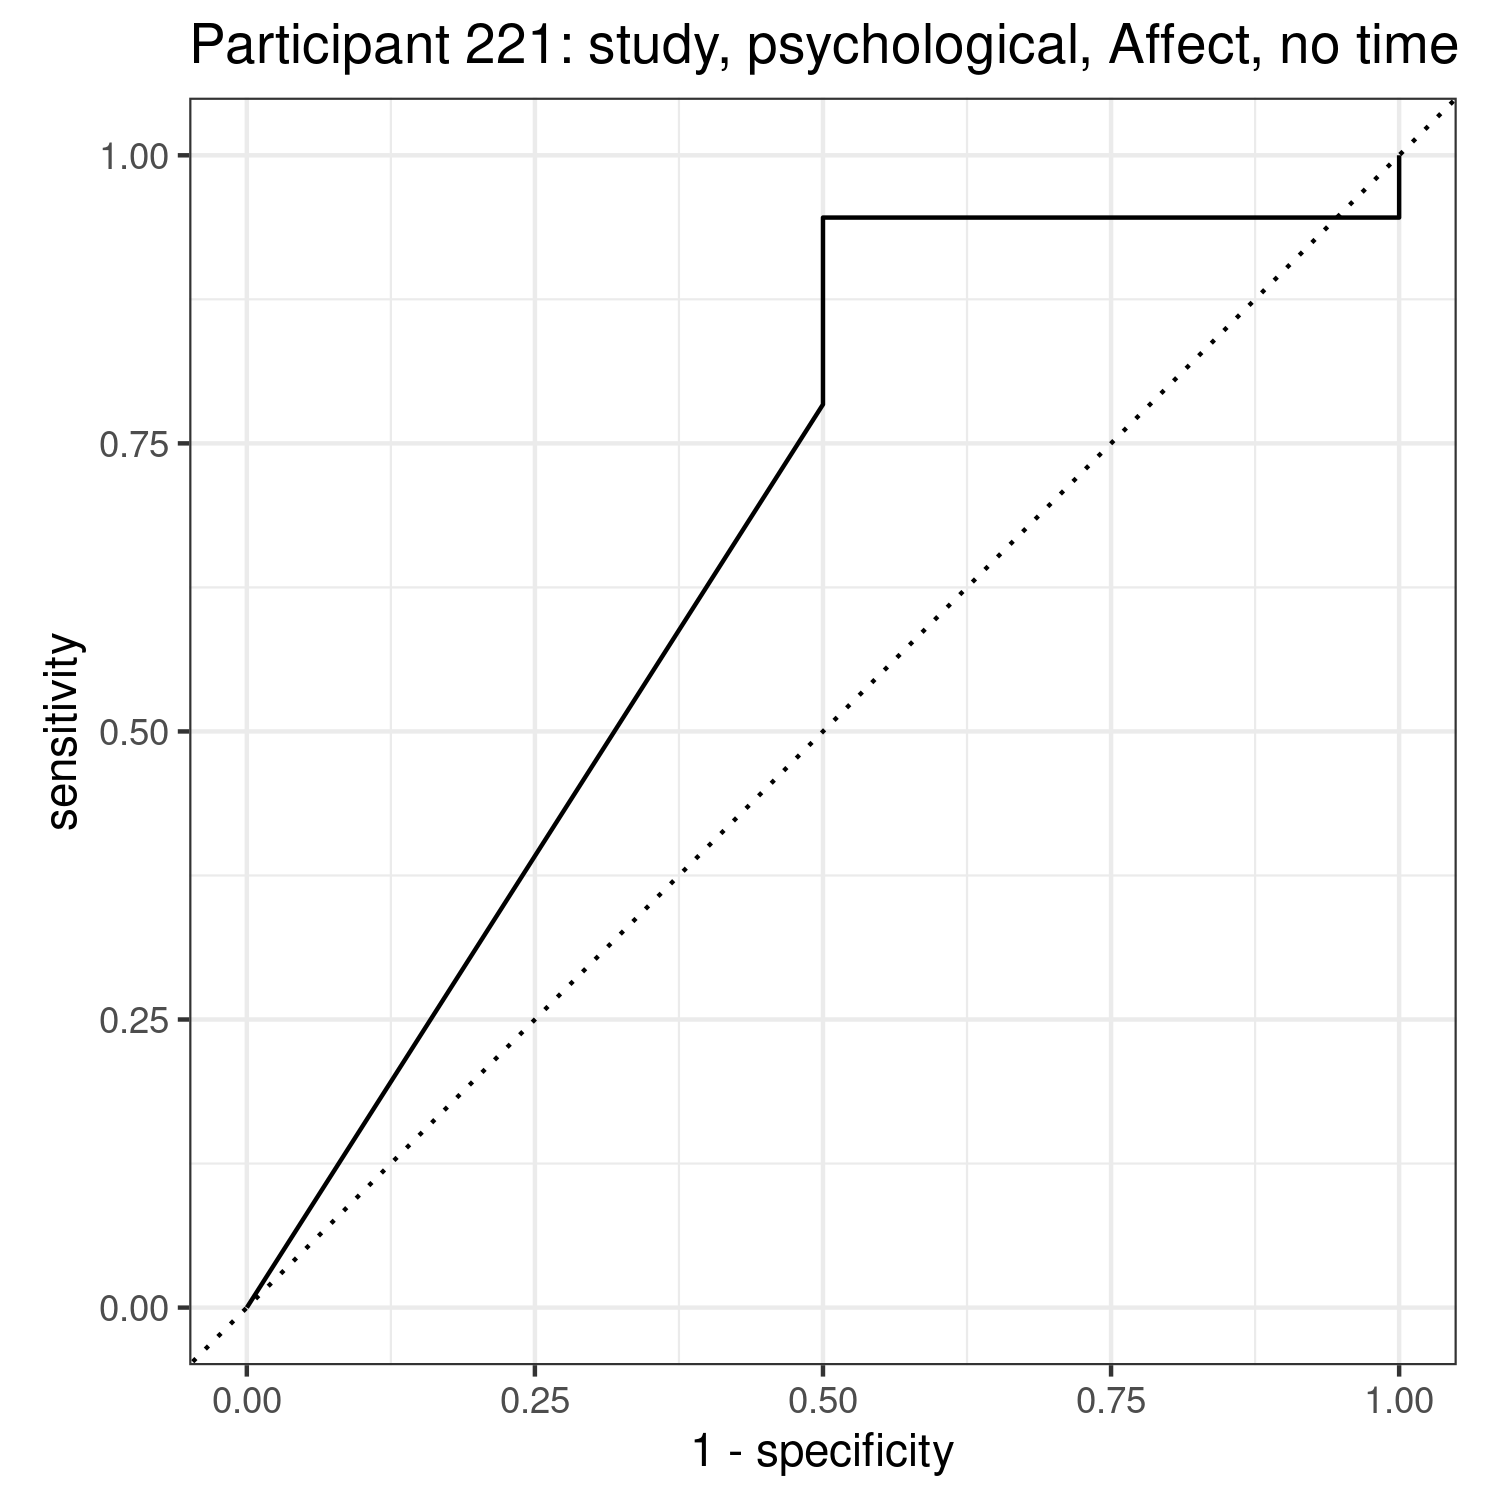 Participant 221: study, psychological, Affect, no time
1.00
0.75
0.50
0.25
0.00
sensitivity
0.00 0.25 0.50 0.75 1.00
1 - specificity